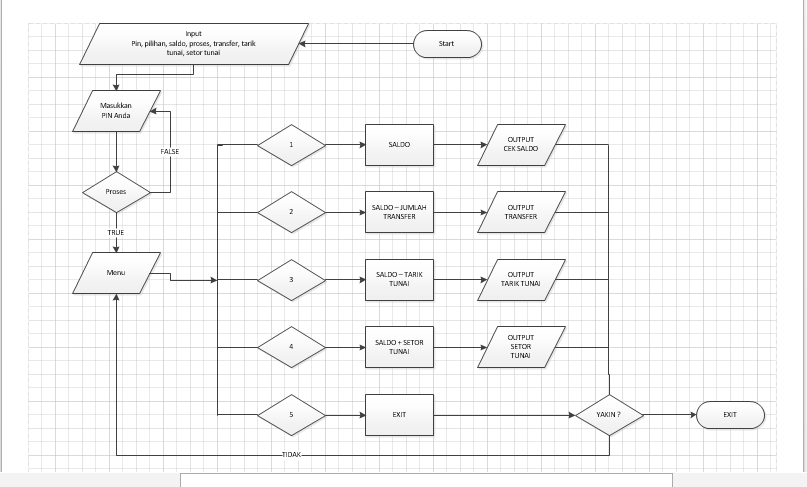 Input
Pin, pilihan, saldo, proses, transfer, tarik
tunai, setor tunai
Start
Masukkan
PIN Anda
FALSE
Proses
TRUE
Menu
1
SALDO
OUTPUT
CEK SALDO
2
SALDO – JUMLAH
TRANSFER
OUTPUT
TRANSFER
3
SALDO – TARIK
TUNAI
OUTPUT
TARIK TUNAI
4
SALDO + SETOR
TUNAI
OUTPUT
SETOR
TUNAI
5
EXIT
YAKIN ?
EXIT
TIDAK